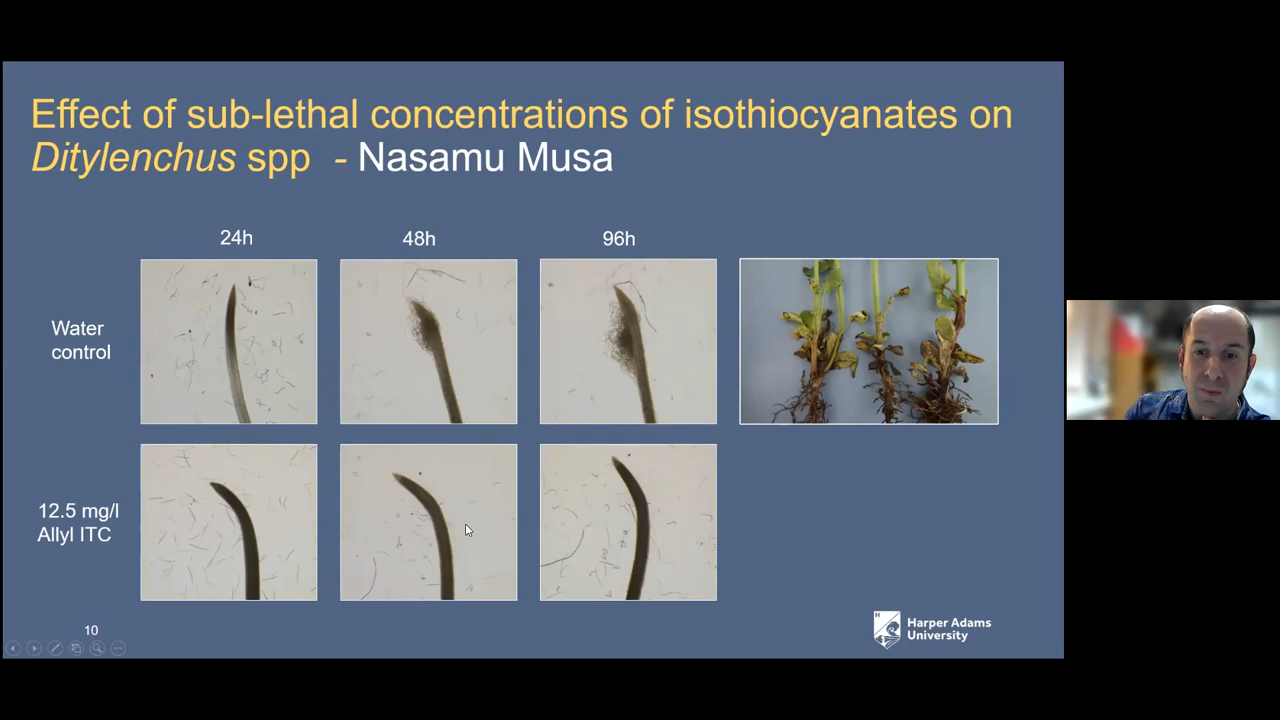 Effect of sub-lethal concentrations of isothiocyanates on
Ditylenchus spp - Nasamu Musa
24h
48h
96h
Water
control
12.5 mg/l
Allyl ITC
10
H
Harper Adams
University